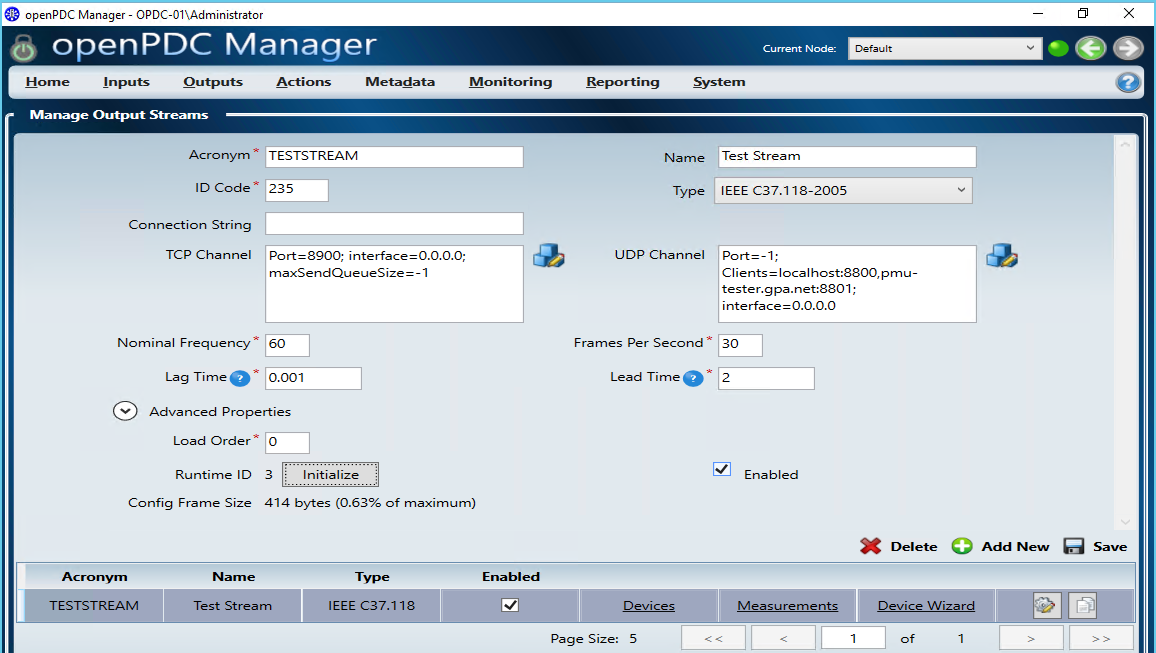 openPDC Manager - OPDC-01\Administrator
openPDC Manager
Current Node: Default
Home Inputs Outputs Actions Metadata Monitoring Reporting System
Manage Output Streams
Acronym* TESTSTREAM Name Test Stream
ID Code* 235 Type IEEE C37.118-2005
Connection String
TCP Channel Port=8900; interface=0.0.0.0;
maxSendQueueSize=-1
UDP Channel Port=-1;
Clients=localhost:8800,pmu-
tester.gpa.net:8801;
interface=0.0.0.0
Nominal Frequency* 60 Frames Per Second* 30
Lag Time ?* 0.001 Lead Time ?* 2
Advanced Properties
Load Order* 0
Runtime ID 3 Initialize Enabled
Config Frame Size 414 bytes (0.63% of maximum)
Delete Add New Save
Acronym Name Type Enabled
TESTSTREAM Test Stream IEEE C37.118 Devices Measurements Device Wizard
Page Size: 5 << < 1 of 1 > >>